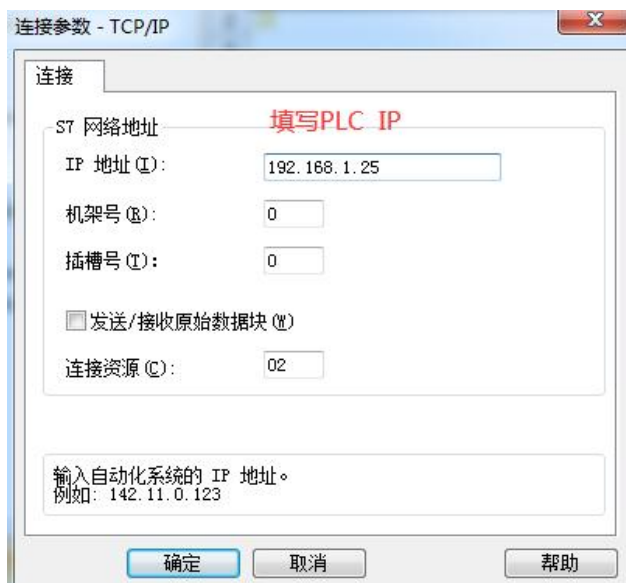 连接参数 - TCP/IP
连接
S7 网络地址
填写PLC IP
IP 地址(I):
192.168.1.25
机架号(R):
0
插槽号(T):
0
发送/接收原始数据块(W)
连接资源(C):
02
输入自动化系统的 IP 地址。
例如: 142.11.0.123
确定
取消
帮助